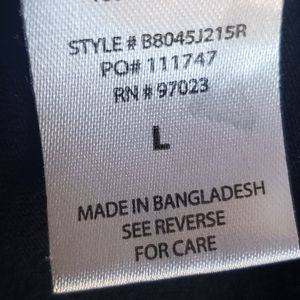 STYLE # B8045J215R
PO# 111747
RN # 97023
L
MADE IN BANGLADESH
SEE REVERSE
FOR CARE